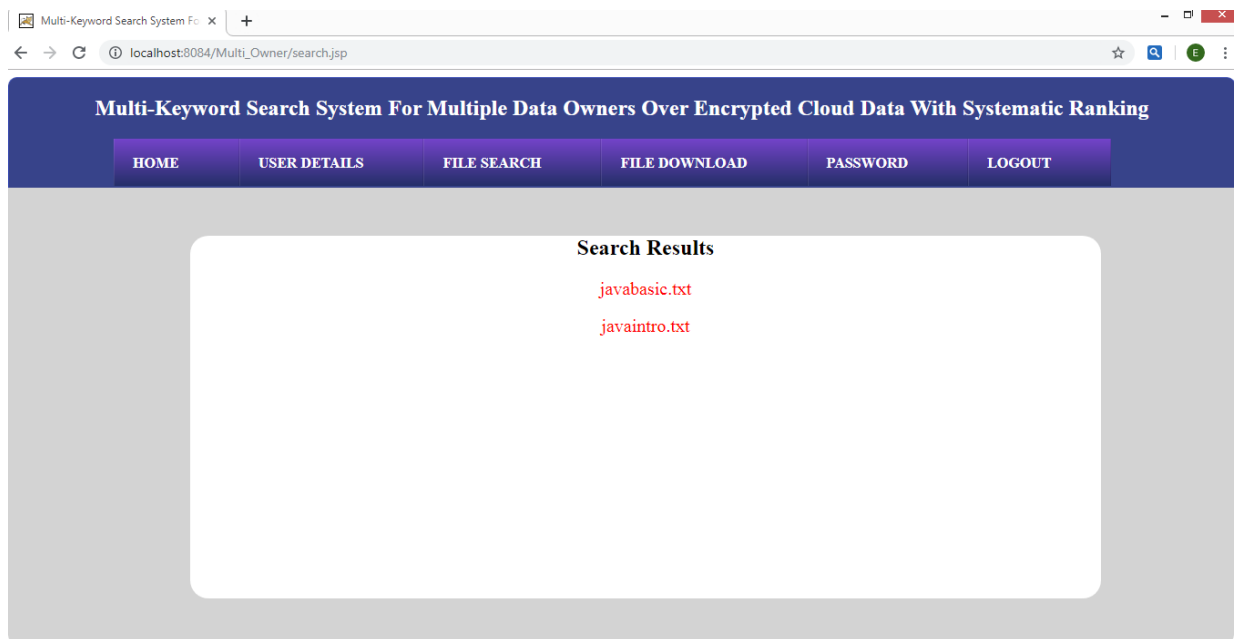 Multi-Keyword Search System Fo
localhost:8084/Multi_Owner/search.jsp
E
Multi-Keyword Search System For Multiple Data Owners Over Encrypted Cloud Data With Systematic Ranking
HOME USER DETAILS FILE SEARCH FILE DOWNLOAD PASSWORD LOGOUT
Search Results
javabasic.txt
javaintro.txt